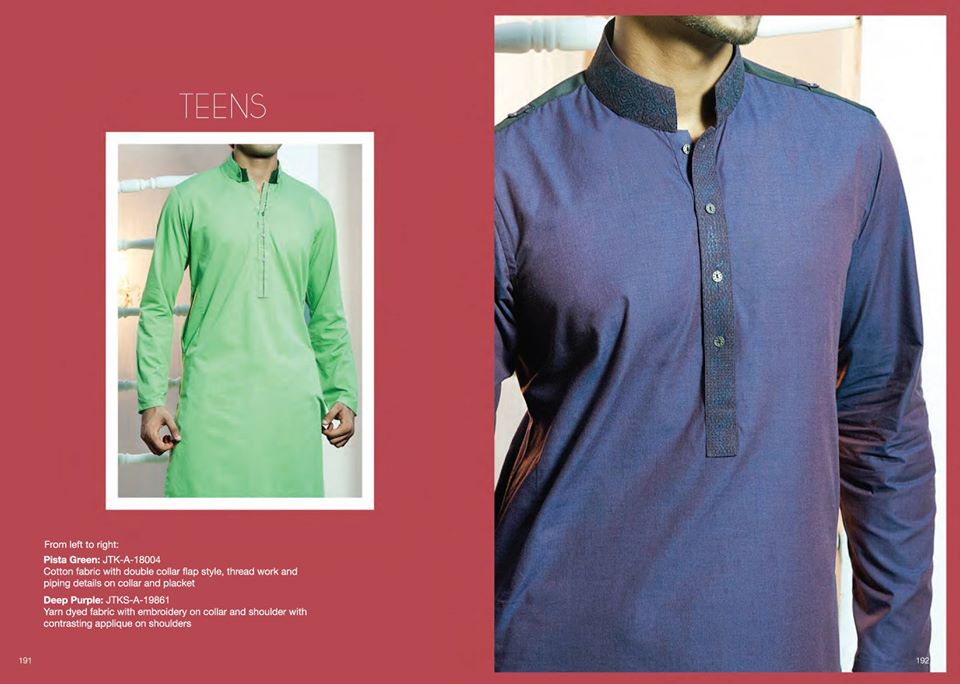 TEENS
From left to right:
Pista Green: JTK-A-18004
Cotton fabric with double collar flap style, thread work and
piping details on collar and placket
Deep Purple: JTKS-A-19861
Yarn dyed fabric with embroidery on collar and shoulder with
contrasting applique on shoulders
191
192